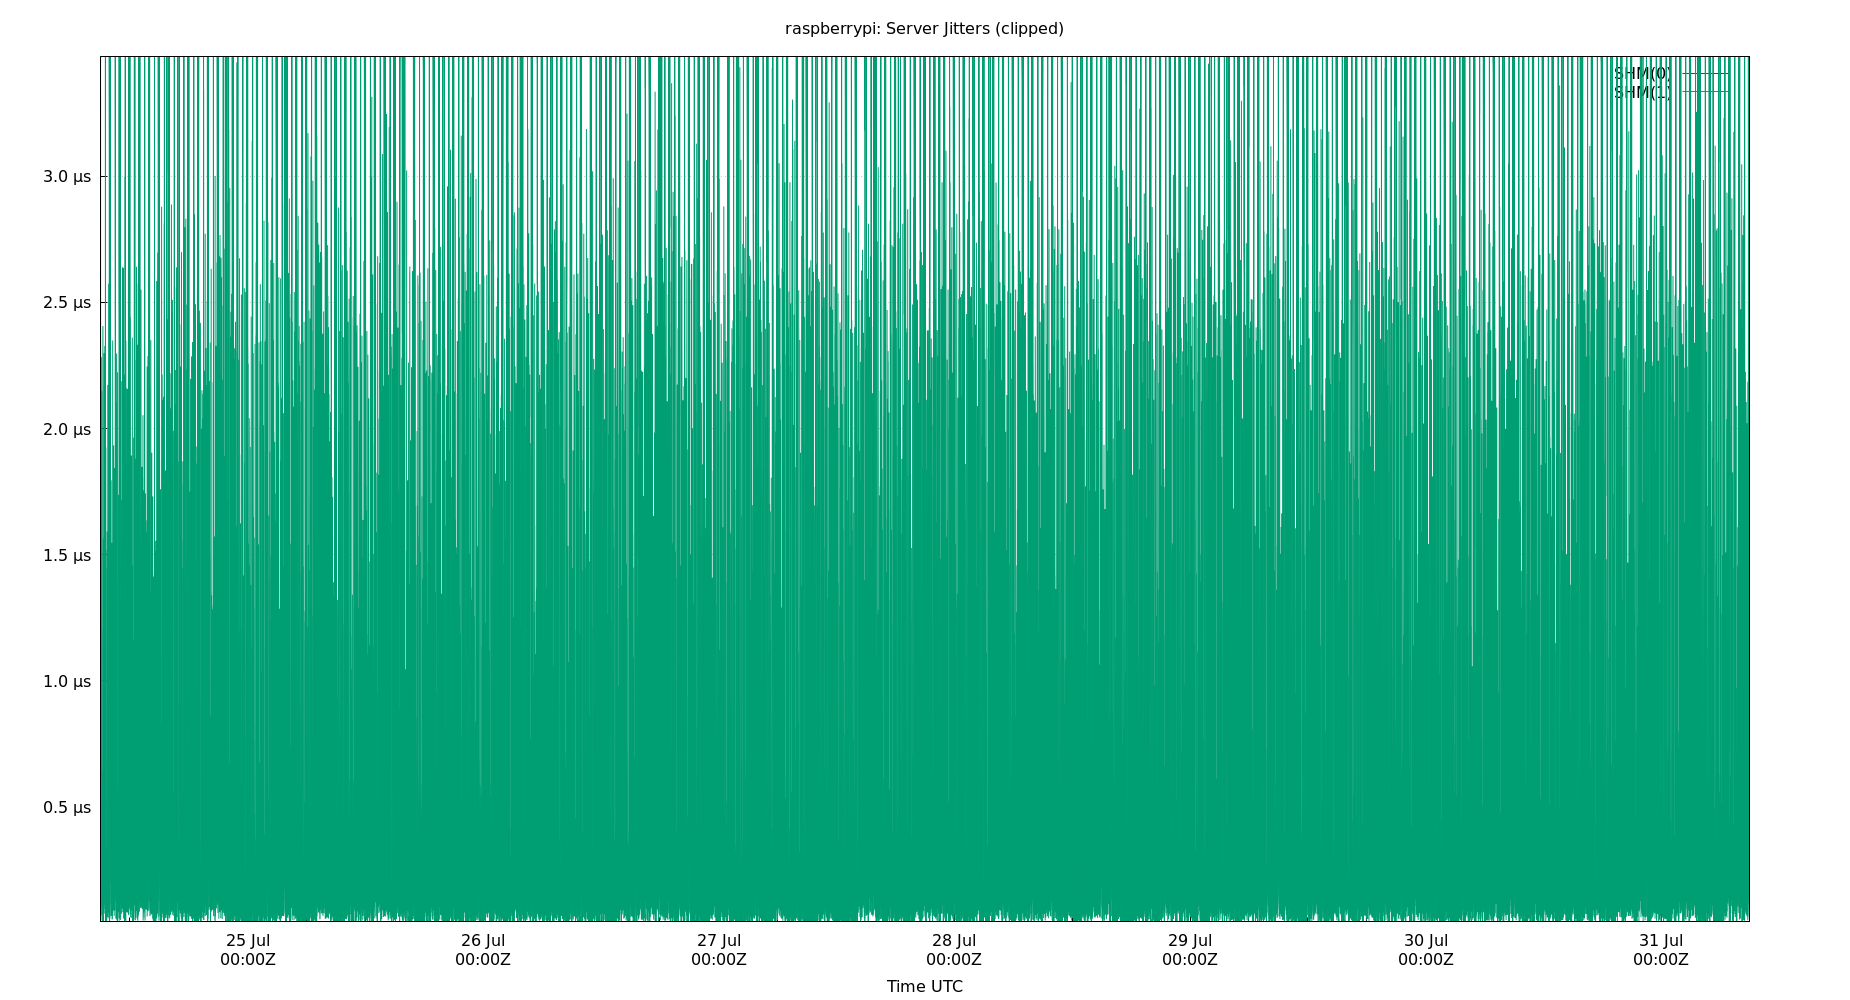 raspberrypi: Server Jitters (clipped)
SHM(0)
SHM(1)
3.0 µs
2.5 µs
2.0 µs
1.5 µs
1.0 µs
0.5 µs
25 Jul 26 Jul 27 Jul 28 Jul 29 Jul 30 Jul 31 Jul
00:00Z 00:00Z 00:00Z 00:00Z 00:00Z 00:00Z 00:00Z
Time UTC